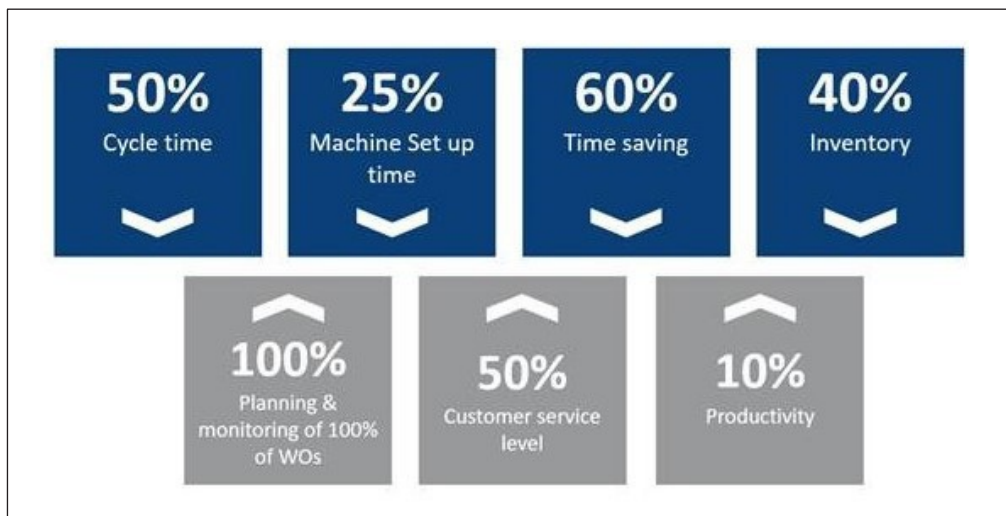 50%
Cycle time
25%
Machine Set up
time
60%
Time saving
40%
Inventory
100%
Planning &
monitoring of 100%
of WOs
50%
Customer service
level
10%
Productivity